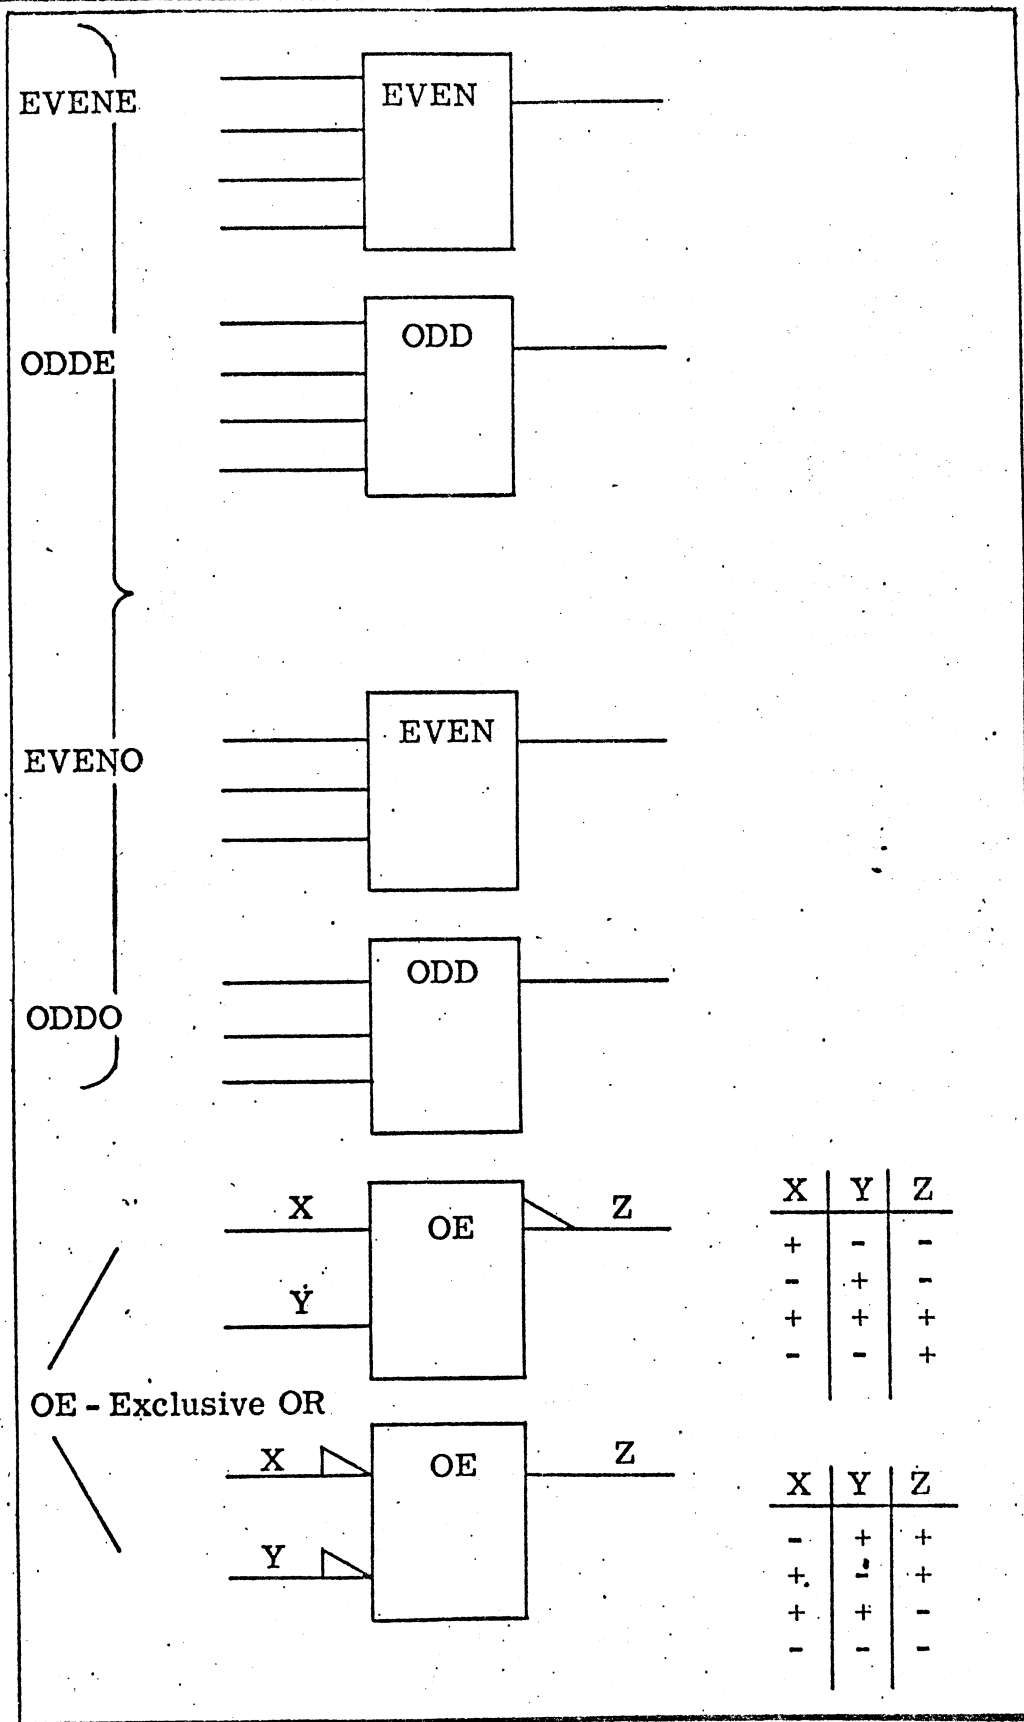 EVENE
EVEN
ODDE
ODD
EVENO
EVEN
ODDO
ODD
X
OE
Z
Y
X Y Z
+ - -
- + -
+ + +
- - +
OE - Exclusive OR
X
OE
Z
Y
X Y Z
- + +
+ - +
+ + -
- - -